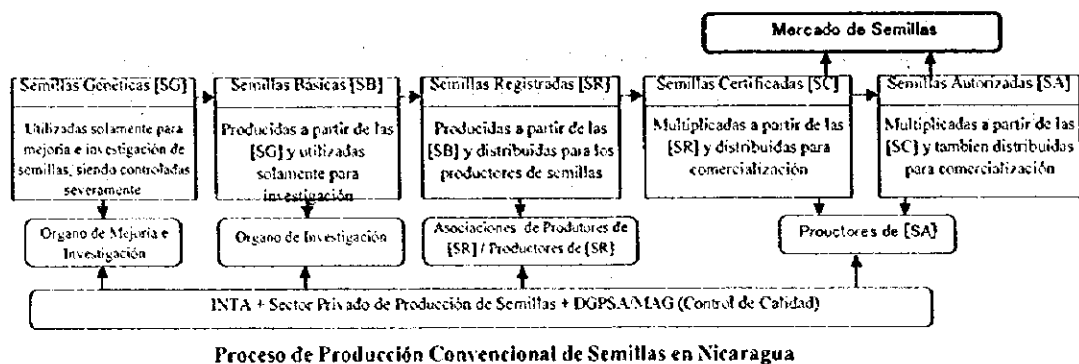 Mercado de Semillas
Semillas Genéticas [SG]
Utilizadas solamente para
mejoria e investigación de
semillas, siendo controladas
severamente
Semillas Básicas [SB]
Producidas a partir de las
[SG] y utilizadas
solamente para
investigación
Semillas Registradas [SR]
Producidas a partir de las
[SB] y distribuidas para los
productores de semillas
Semillas Certificadas [SC]
Multiplicadas a partir de las
[SR] y distribuidas para
comercialización
Semillas Autorizadas [SA]
Multiplicadas a partir de las
[SC] y tambien distribuidas
para comercialización
Organo de Mejoria e
Investigación
Organo de Investigación
Asociaciones de Produtores de
[SR] / Productores de [SR]
Prouctores de [SA]
INTA + Sector Privado de Producción de Semillas + DGPSA/MAG (Control de Calidad)
Proceso de Producción Convencional de Semillas en Nicaragua